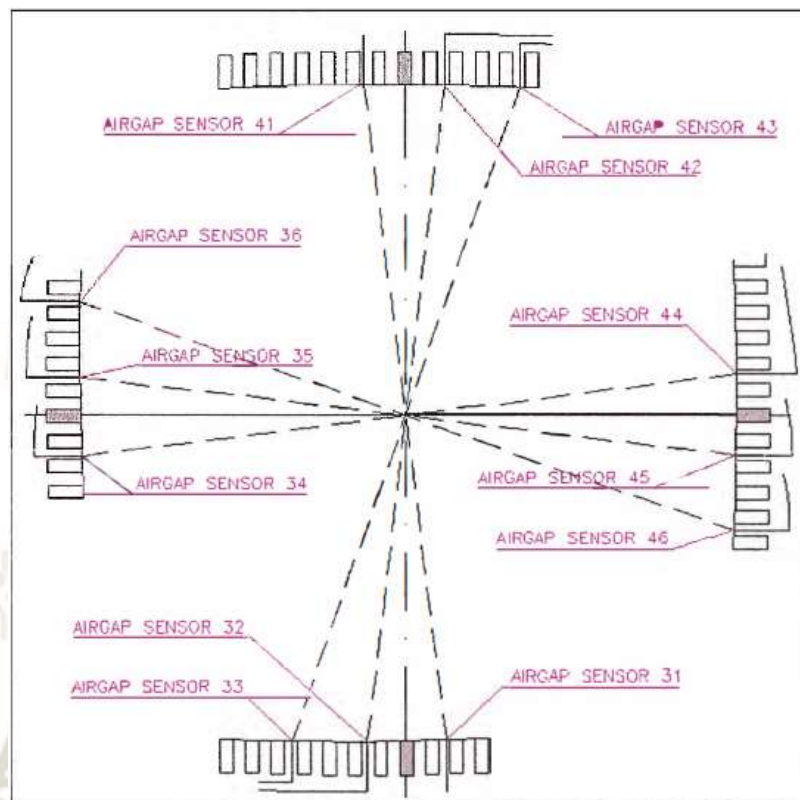 AIRGAP SENSOR 41
AIRGAP SENSOR 43
AIRGAP SENSOR 42
AIRGAP SENSOR 36
AIRGAP SENSOR 44
AIRGAP SENSOR 35
AIRGAP SENSOR 34
AIRGAP SENSOR 45
AIRGAP SENSOR 46
AIRGAP SENSOR 32
AIRGAP SENSOR 33
AIRGAP SENSOR 31